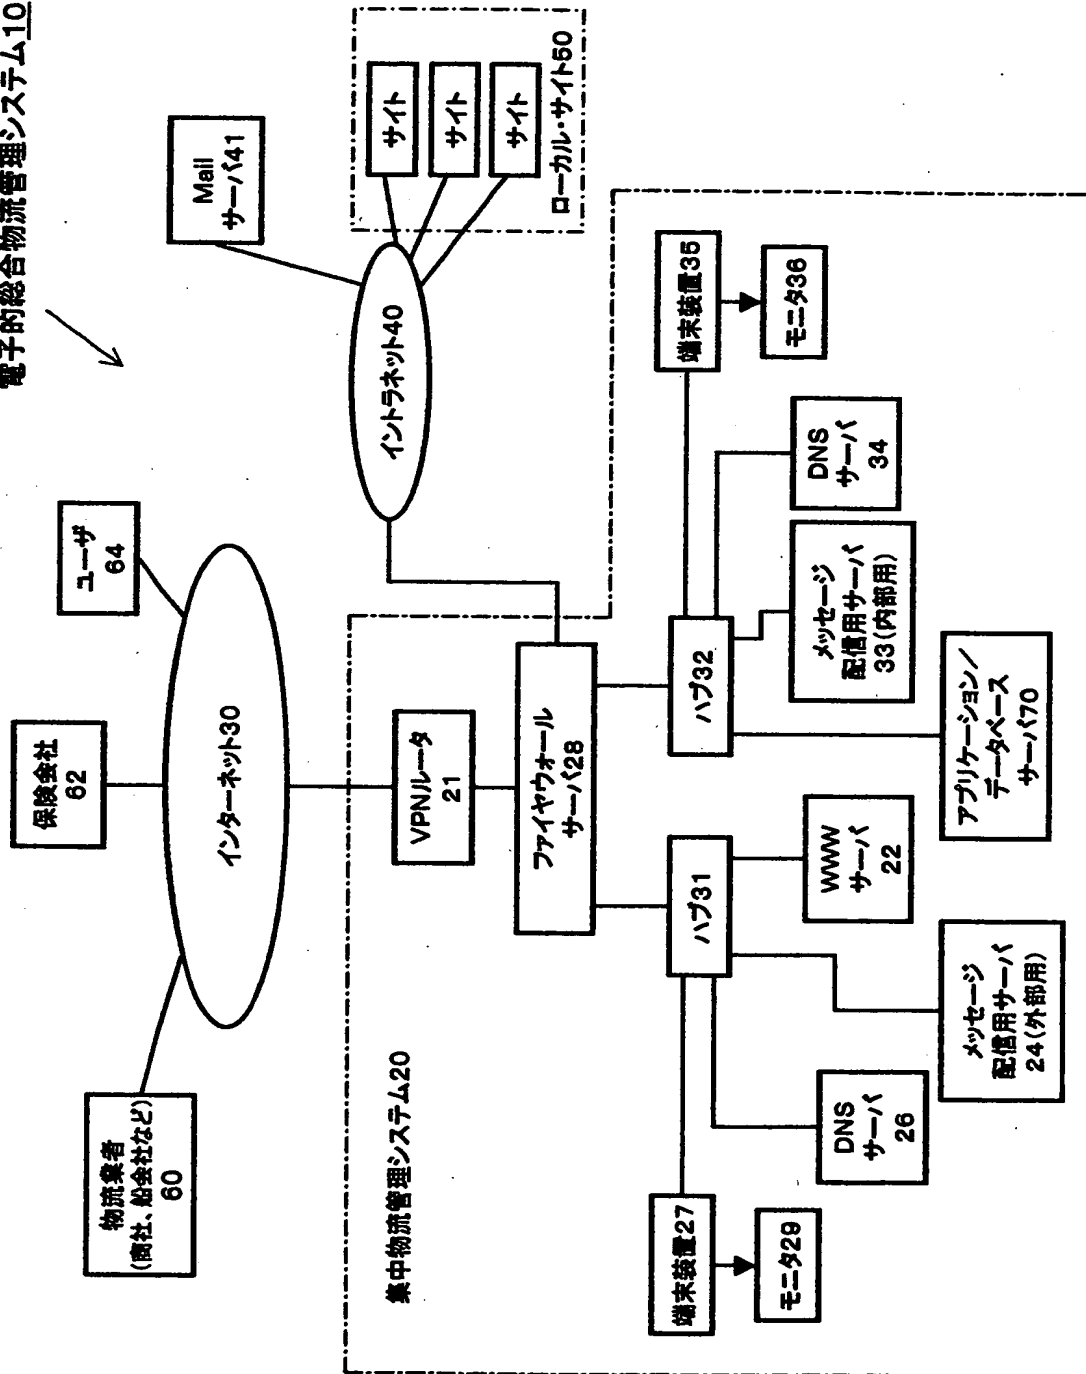 電子的総合物流管理システム10
物流業者
(商社、船会社など)
60
保険会社
62
ユーザ
64
Mail
サーバ41
インターネット30
イントラネット40
サイト
サイト
サイト
ローカル・サイト50
集中物流管理システム20
VPNルータ
21
ファイヤウォール
サーバ28
ハブ31
ハブ32
端末装置27
モニタ29
DNS
サーバ
26
メッセージ
配信用サーバ
24(外部用)
WWW
サーバ
22
アプリケーション/
データベース
サーバ70
メッセージ
配信用サーバ
33(内部用)
DNS
サーバ
34
端末装置35
モニタ36